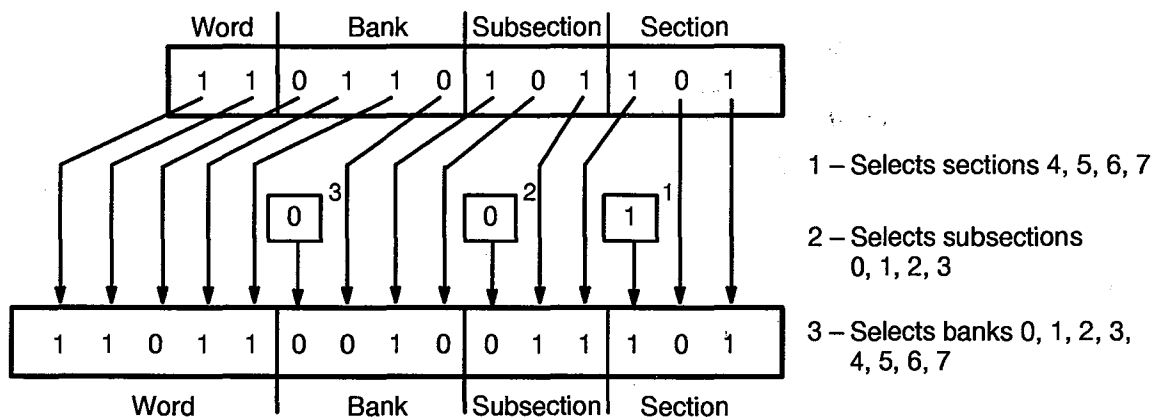 Word Bank Subsection Section
1 1 0 1 1 0 1 0 1 1 0 1
1 – Selects sections 4, 5, 6, 7
0 3 0 2 1 1
2 – Selects subsections
0, 1, 2, 3
1 1 0 1 1 0 0 1 0 0 1 1 1 0 1
3 – Selects banks 0, 1, 2, 3,
4, 5, 6, 7
Word Bank Subsection Section